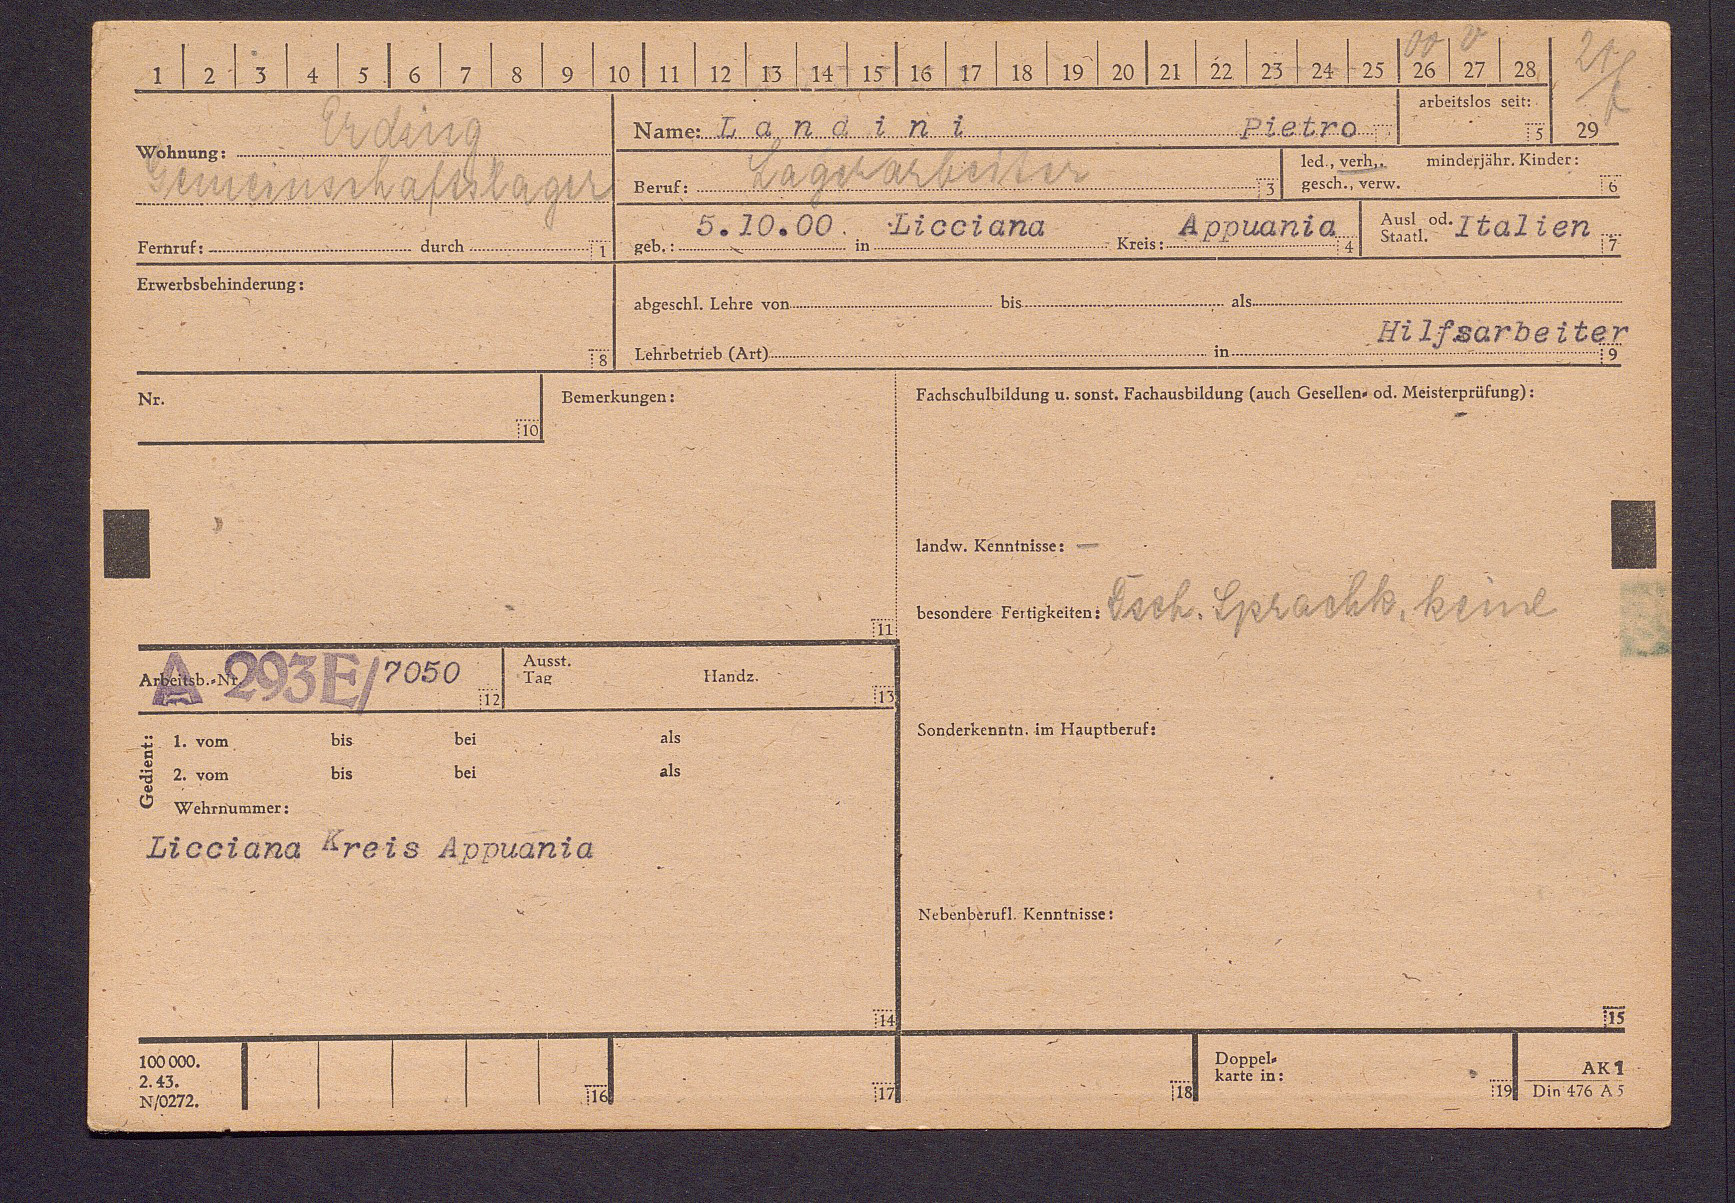 1 2 3 4 5 6 7 8 9 10 11 12 13 14 15 16 17 18 19 20 21 22 23 24 25 26 27 28
29
Wohnung: Erding
Gemeinschaftslager
Fernruf: durch 1
Name: Landini Pietro
arbeitslos seit: 5
Beruf: Lagerarbeiter 3
led., verh., minderjähr. Kinder:
gesch., verw. 6
geb.: 5.10.00. in Licciana Kreis: Appuania 4
Ausl od. Italien
Staatl. 7
Erwerbsbehinderung:
8
abgeschl. Lehre von bis als
Hilfsarbeiter
Lehrbetrieb (Art) in 9
Nr.
10
Bemerkungen:
11
Fachschulbildung u. sonst. Fachausbildung (auch Gesellen- od. Meisterprüfung):
landw. Kenntnisse: —
besondere Fertigkeiten: Dtsch. Sprachk. keine
Arbeitsb.-Nr A 293E/7050 12
Ausst.
Tag Handz. 13
Gedient:
1. vom bis bei als
2. vom bis bei als
Wehrnummer:
Licciana Kreis Appuania
14
Sonderkenntn. im Hauptberuf:
Nebenberufl. Kenntnisse:
15
100 000.
2. 43.
N/0272.
16
17
18
Doppel-
karte in: 19
AK 1
Din 476 A 5